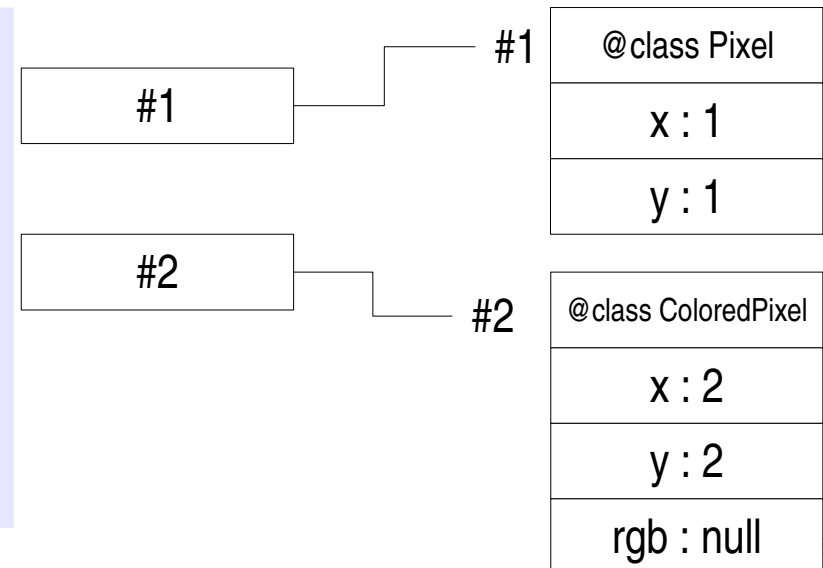 #1
#1
@class Pixel
x : 1
y : 1
#2
#2
@class ColoredPixel
x : 2
y : 2
rgb : null